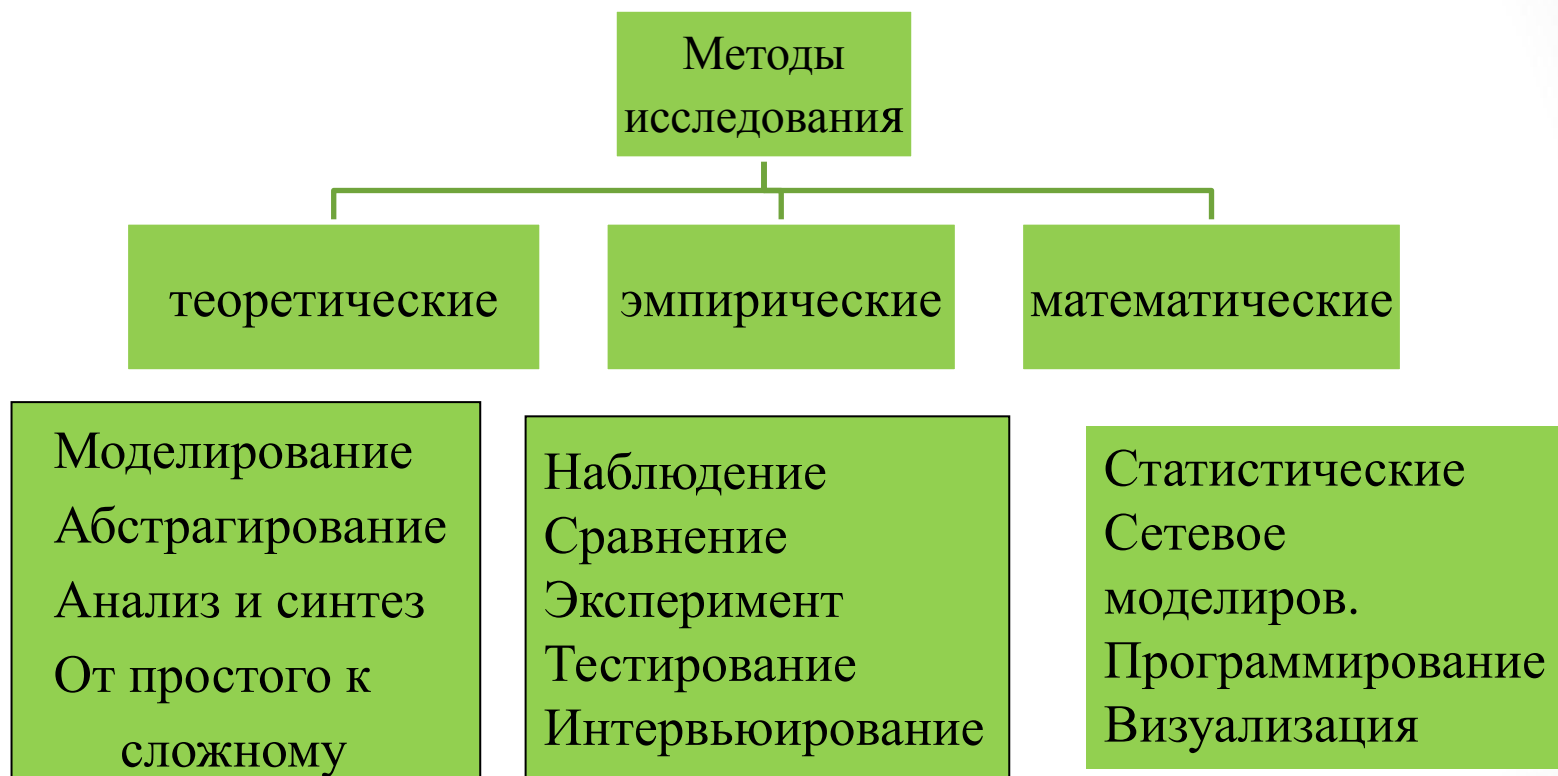 Методы
исследования
теоретические
эмпирические
математические
Моделирование
Абстрагирование
Анализ и синтез
От простого к
сложному
Наблюдение
Сравнение
Эксперимент
Тестирование
Интервьюирование
Статистические
Сетевое
моделиров.
Программирование
Визуализация